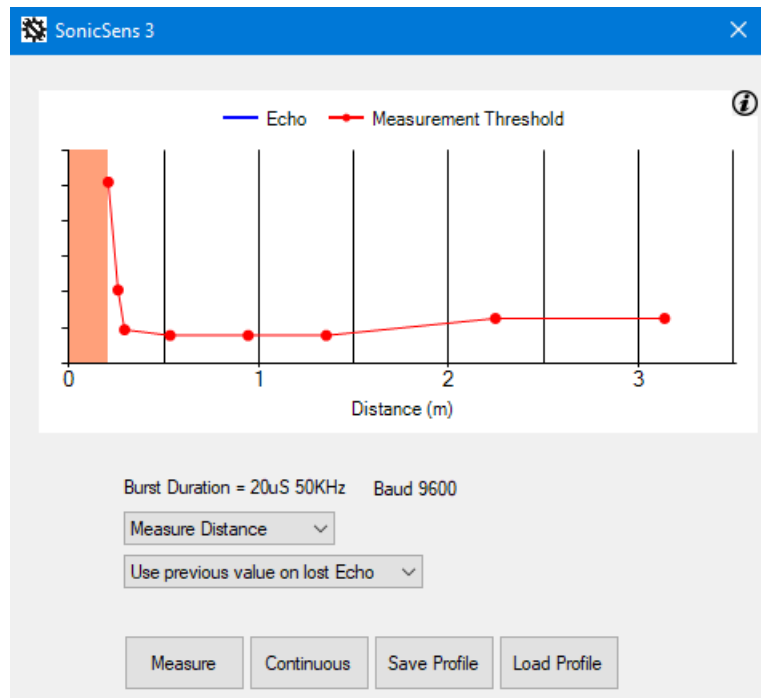 SonicSens 3
Echo Measurement Threshold
0 1 2 3
Distance (m)
Burst Duration = 20uS 50KHz Baud 9600
Measure Distance
Use previous value on lost Echo
Measure Continuous Save Profile Load Profile